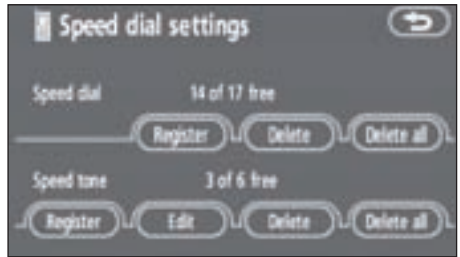 Speed dial settings
Speed dial 14 of 17 free
Register Delete Delete all
Speed tone 3 of 6 free
Register Edit Delete Delete all